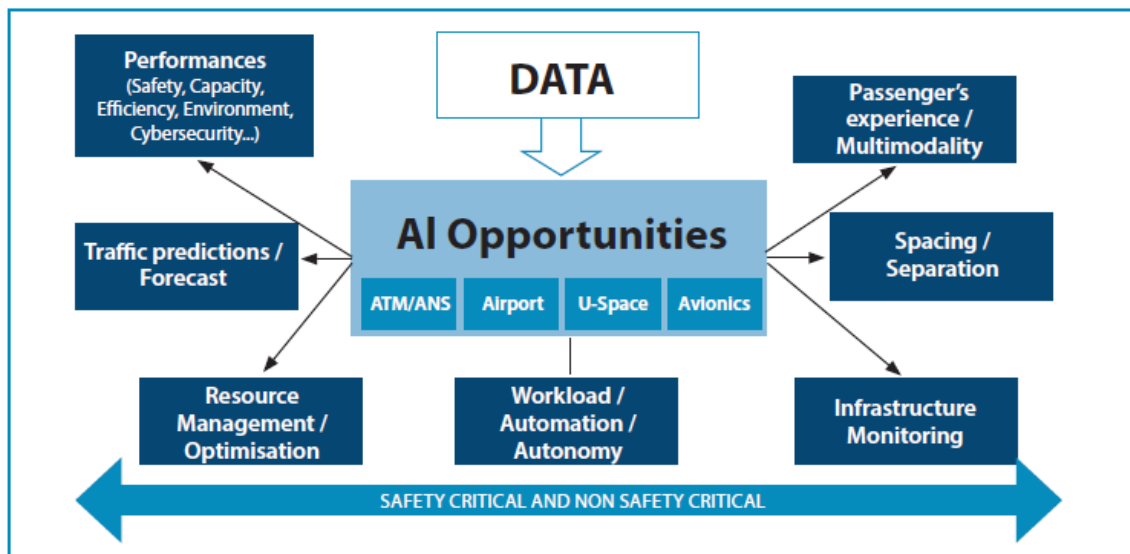 Performances
(Safety, Capacity,
Efficiency, Environment,
Cybersecurity...)
DATA
Passenger's
experience /
Multimodality
AI Opportunities
ATM/ANS
Airport
U-Space
Avionics
Traffic predictions /
Forecast
Spacing /
Separation
Resource
Management /
Optimisation
Workload /
Automation /
Autonomy
Infrastructure
Monitoring
SAFETY CRITICAL AND NON SAFETY CRITICAL